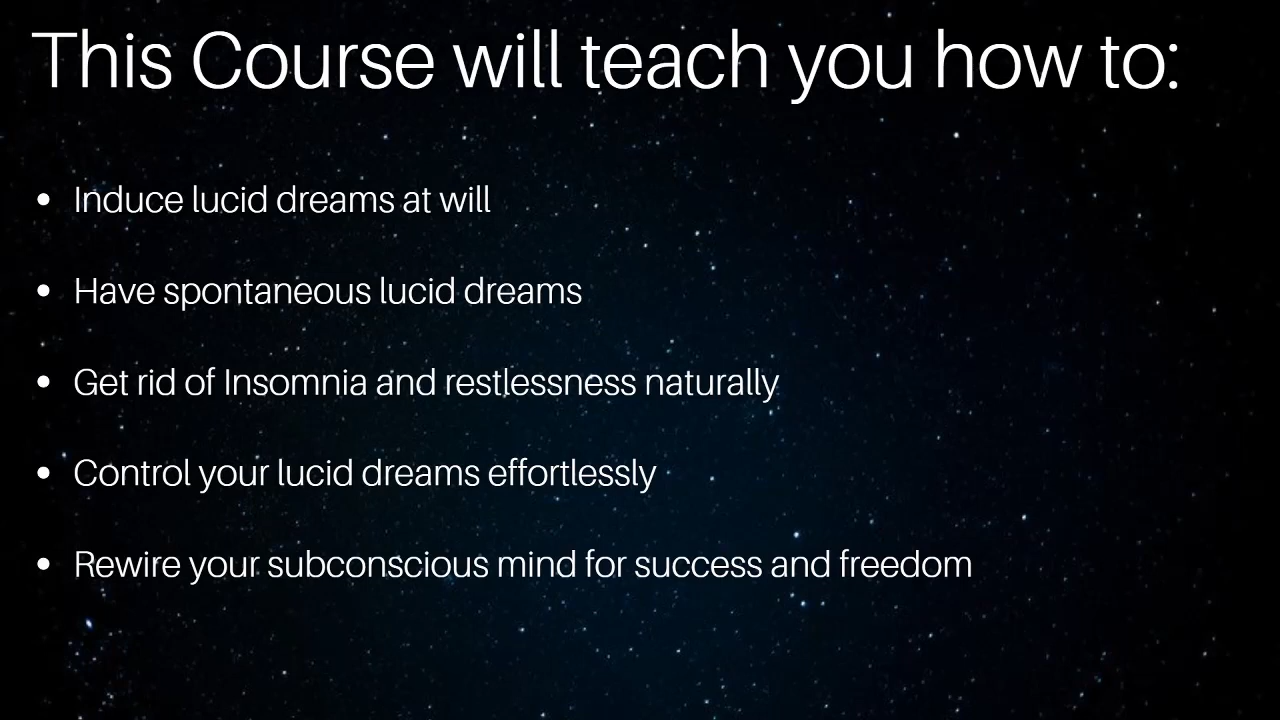 This Course will teach you how to:
• Induce lucid dreams at will
• Have spontaneous lucid dreams
• Get rid of Insomnia and restlessness naturally
• Control your lucid dreams effortlessly
• Rewire your subconscious mind for success and freedom